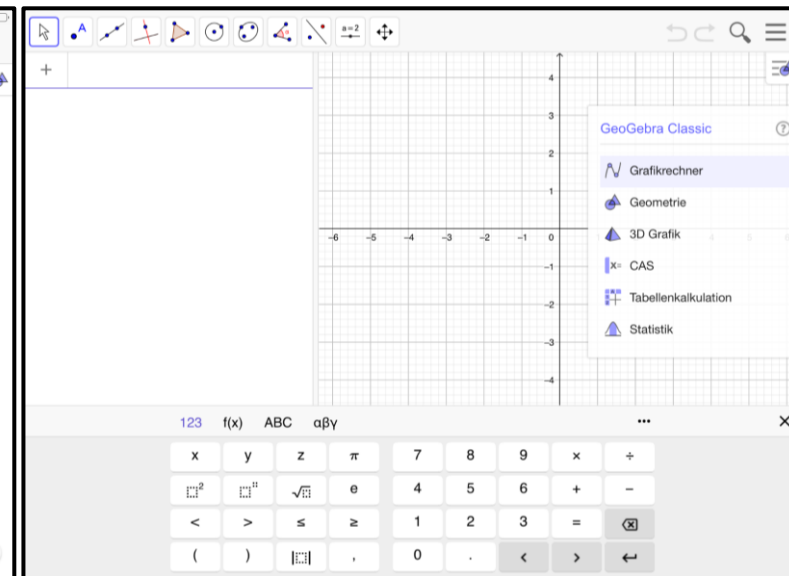 A
a=2
+
4
3
2
1
−6 −5 −4 −3 −2 −1 0
−1
−2
−3
−4
GeoGebra Classic ?
Grafikrechner
Geometrie
3D Grafik
x= CAS
Tabellenkalkulation
Statistik
123 f(x) ABC αβγ ...
x y z π 7 8 9 × ÷
□² □ⁿ √□ e 4 5 6 + −
< > ≤ ≥ 1 2 3 =
( ) |□| , 0 . < >